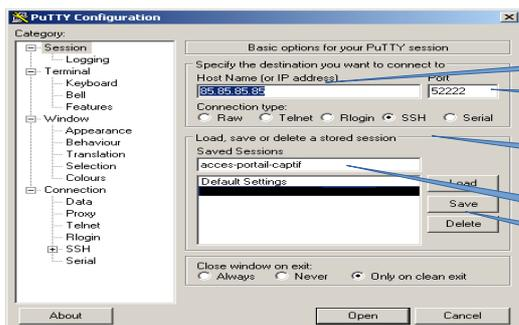 PuTTY Configuration
Category:
Session
Logging
Terminal
Keyboard
Bell
Features
Window
Appearance
Behaviour
Translation
Selection
Colours
Connection
Data
Proxy
Telnet
Rlogin
SSH
Serial
Basic options for your PuTTY session
Specify the destination you want to connect to
Host Name (or IP address) Port
85.85.85.85 52222
Connection type:
Raw Telnet Rlogin SSH Serial
Load, save or delete a stored session
Saved Sessions
acces-portail-captif
Default Settings
Load
Save
Delete
Close window on exit:
Always Never Only on clean exit
About Open Cancel